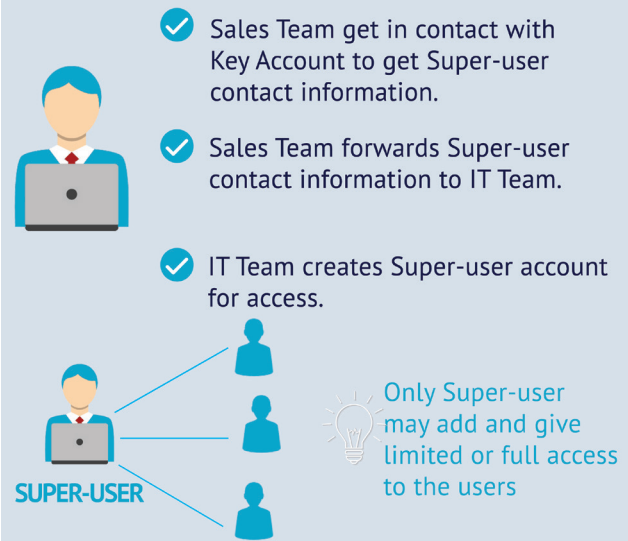 Sales Team get in contact with
Key Account to get Super-user
contact information.
Sales Team forwards Super-user
contact information to IT Team.
IT Team creates Super-user account
for access.
SUPER-USER
Only Super-user
may add and give
limited or full access
to the users